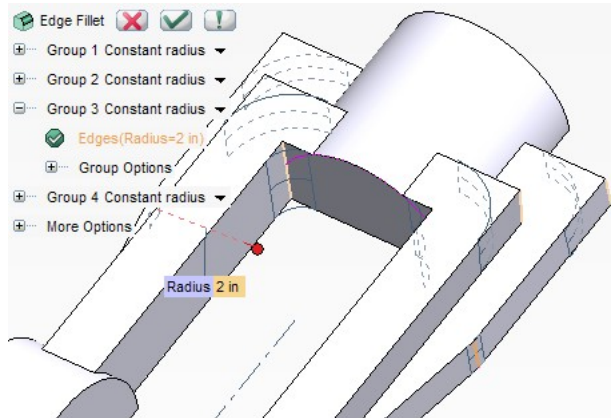 Edge Fillet
Group 1 Constant radius
Group 2 Constant radius
Group 3 Constant radius
Edges(Radius=2 in)
Group Options
Group 4 Constant radius
More Options
Radius 2 in